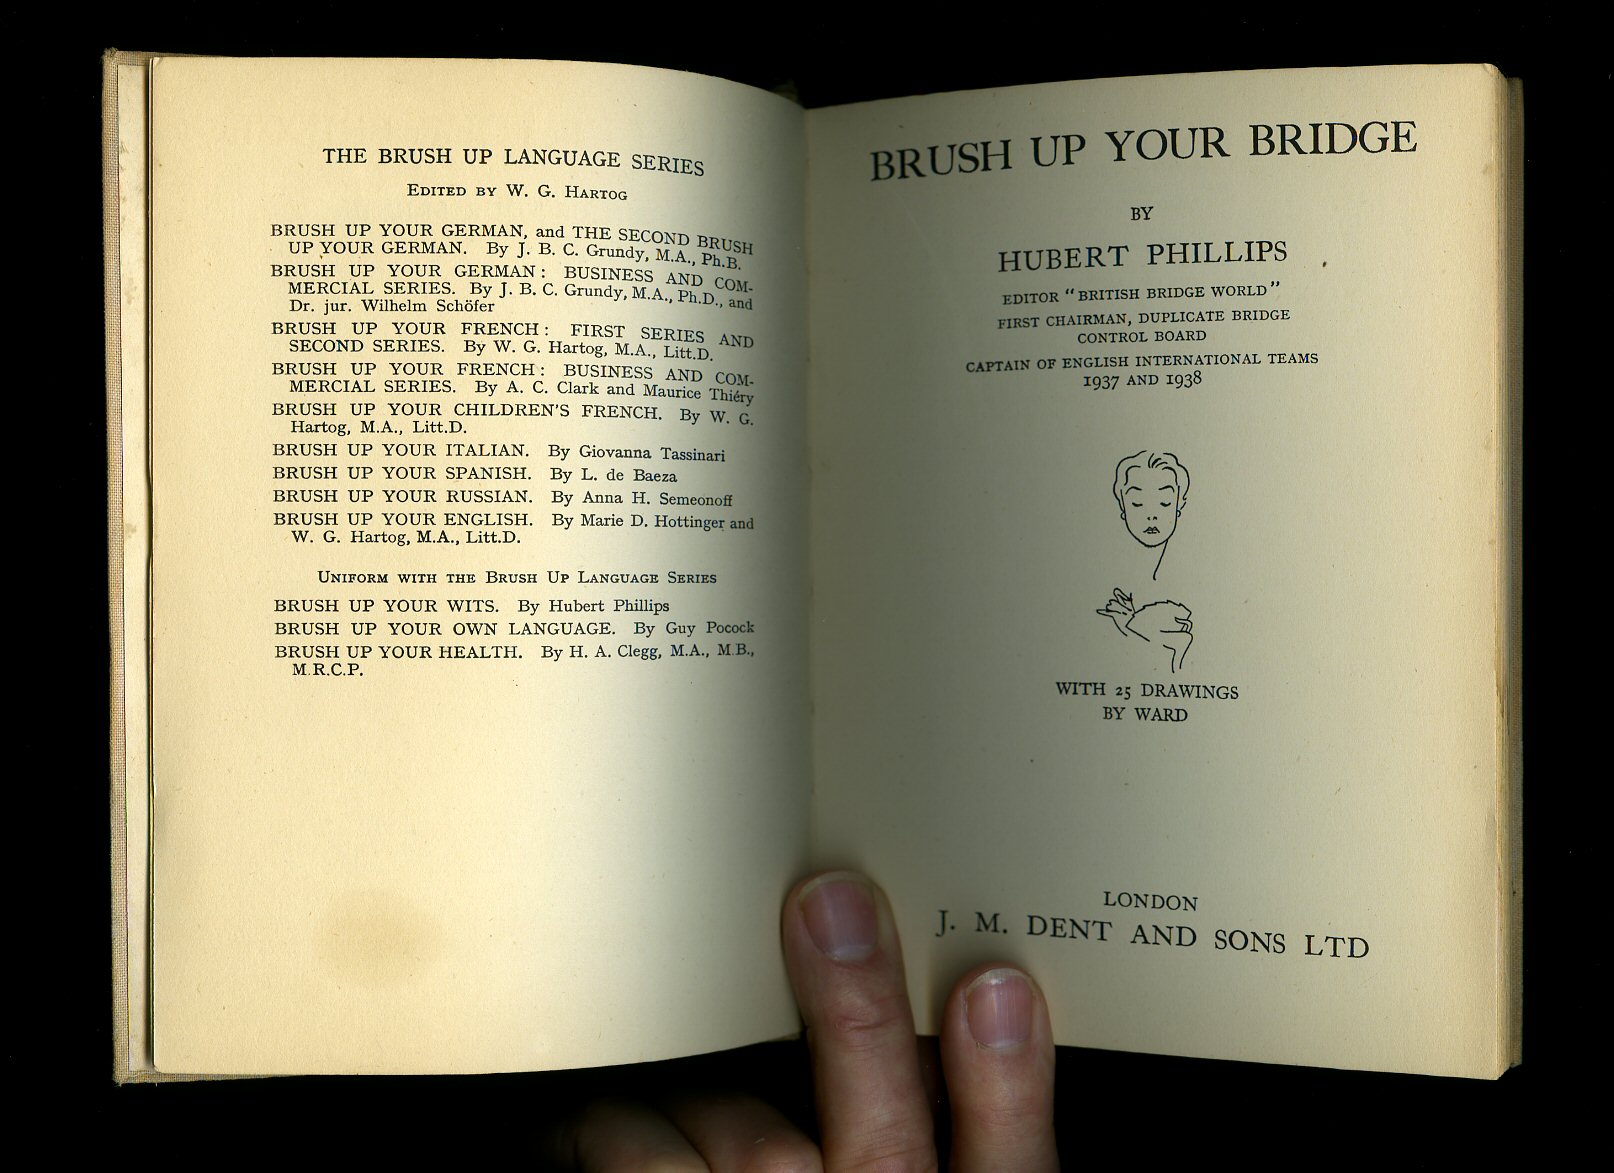 THE BRUSH UP LANGUAGE SERIES
EDITED BY W. G. HARTOG
BRUSH UP YOUR GERMAN, and THE SECOND BRUSH
UP YOUR GERMAN. By J. B. C. Grundy, M.A., Ph.B.
BRUSH UP YOUR GERMAN: BUSINESS AND COM-
MERCIAL SERIES. By J. B. C. Grundy, M.A., Ph.D., and
Dr. jur. Wilhelm Schöfer
BRUSH UP YOUR FRENCH: FIRST SERIES AND
SECOND SERIES. By W. G. Hartog, M.A., Litt.D.
BRUSH UP YOUR FRENCH: BUSINESS AND COM-
MERCIAL SERIES. By A. C. Clark and Maurice Thiéry
BRUSH UP YOUR CHILDREN'S FRENCH. By W. G.
Hartog, M.A., Litt.D.
BRUSH UP YOUR ITALIAN. By Giovanna Tassinari
BRUSH UP YOUR SPANISH. By L. de Baeza
BRUSH UP YOUR RUSSIAN. By Anna H. Semeonoff
BRUSH UP YOUR ENGLISH. By Marie D. Hottinger and
W. G. Hartog, M.A., Litt.D.
UNIFORM WITH THE BRUSH UP LANGUAGE SERIES
BRUSH UP YOUR WITS. By Hubert Phillips
BRUSH UP YOUR OWN LANGUAGE. By Guy Pocock
BRUSH UP YOUR HEALTH. By H. A. Clegg, M.A., M.B.,
M.R.C.P.
BRUSH UP YOUR BRIDGE
BY
HUBERT PHILLIPS
EDITOR "BRITISH BRIDGE WORLD"
FIRST CHAIRMAN, DUPLICATE BRIDGE
CONTROL BOARD
CAPTAIN OF ENGLISH INTERNATIONAL TEAMS
1937 AND 1938
WITH 25 DRAWINGS
BY WARD
LONDON
J. M. DENT AND SONS LTD